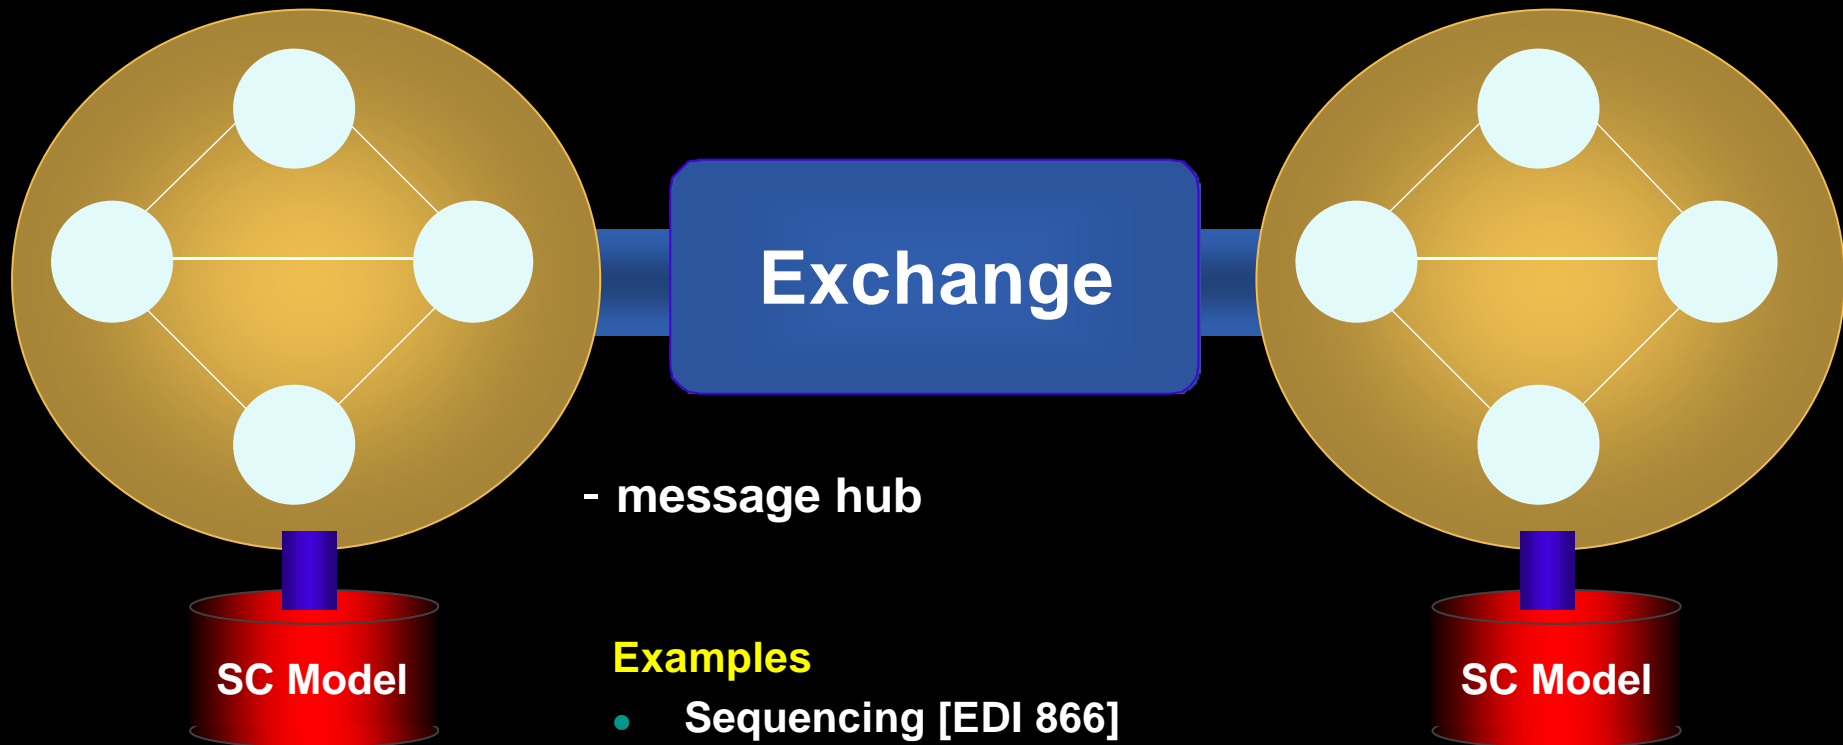 Exchange
- message hub
SC Model
Examples
SC Model
● Sequencing [EDI 866]